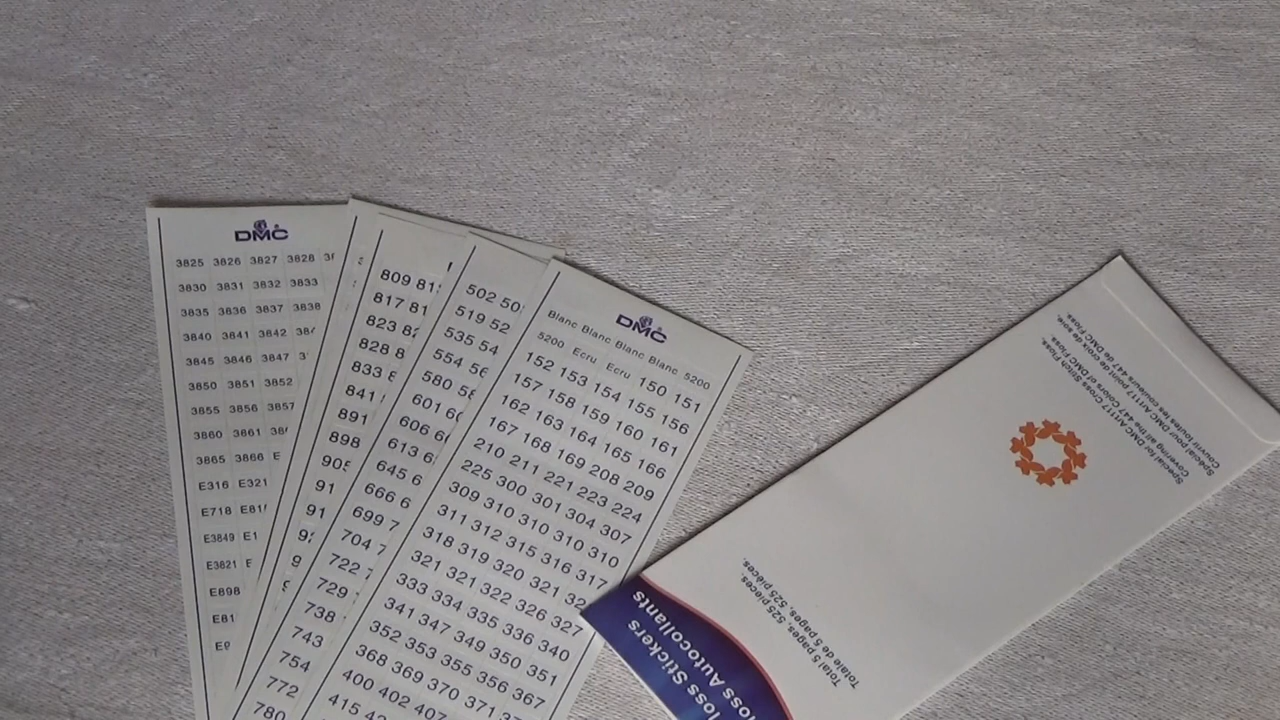 DMC
3825 3826 3827 3828
3830 3831 3832 3833
3835 3836 3837 3838
3840 3841 3842
3845 3846 3847
3850 3851 3852
3855 3856 3857
3860 3861
3865 3866 E
E316 E321
E718
E3849
E3821
E898
E81
809
817
823
828
833
841
891
898
502
519
535
554
580
601
606
613
645
666
699
704
722
729
738
743
754
772
780
DMC
Blanc Blanc Blanc Blanc 5200
5200 Ecru Ecru 150 151
152 153 154 155 156
157 158 159 160 161
162 163 164 165 166
167 168 169 208 209
210 211 221 223 224
225 300 301 304 307
309 310 310 310 310
311 312 315 316 317
318 319 320 321
321 321 322 326 327
333 334 335 336 340
341 347 349 350 351
352 353 355 356 367
368 369 370 371
400 402 407
415
Special for DMC Art117 Cross Stitch Floss.
Covering all the 447 Colors of DMC Floss.
Spécial pour DMC Art117 point de croix de soie.
Couvrir toutes les couleurs 447 de DMC Floss.
Total 5 pages, 525 pièces.
Totale de 5 pages, 525 pièces.
loss Stickers
loss Autocollants